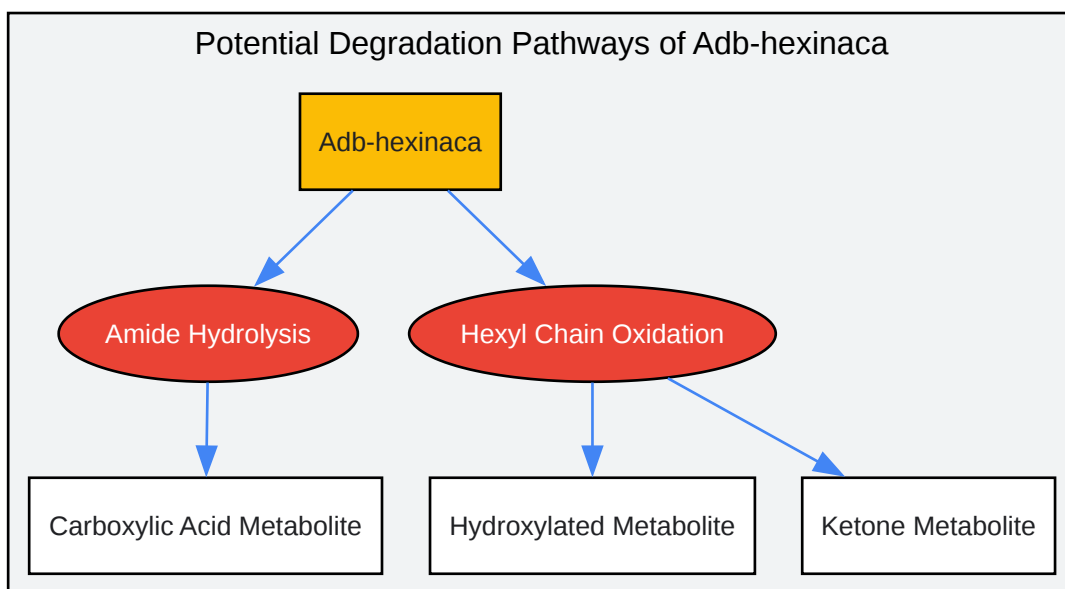 Potential Degradation Pathways of Adb-hexinaca
Adb-hexinaca
Amide Hydrolysis
Hexyl Chain Oxidation
Carboxylic Acid Metabolite
Hydroxylated Metabolite
Ketone Metabolite